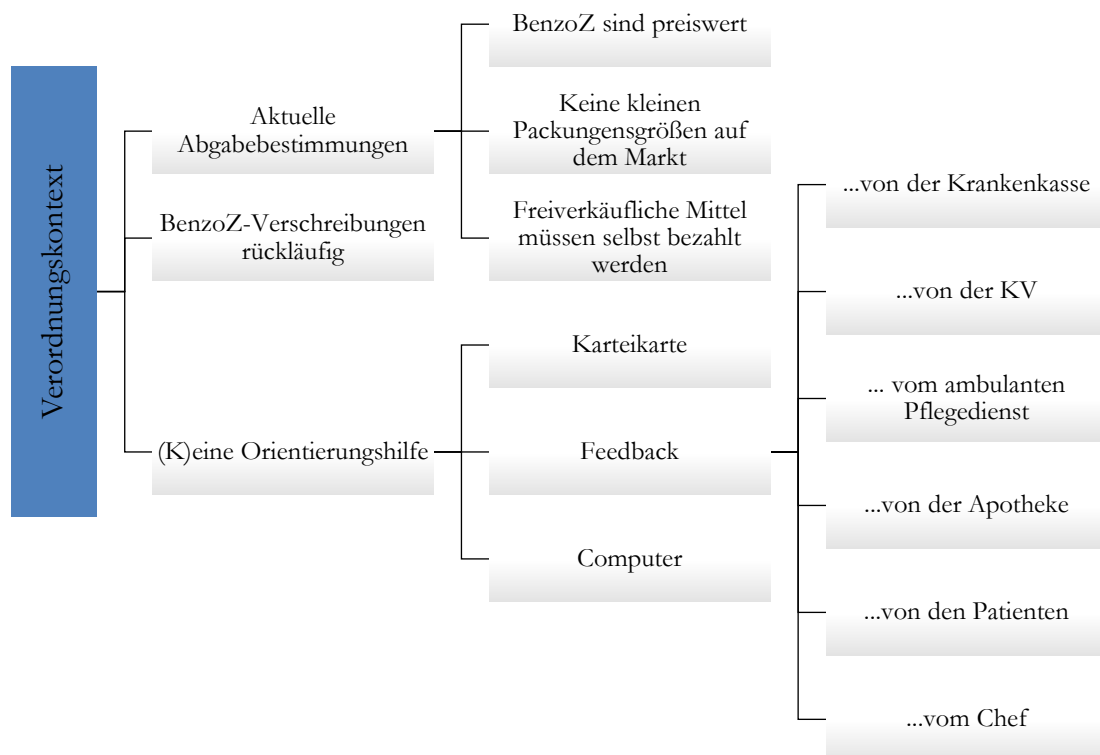 Verordnungskontext
Aktuelle
Abgabebestimmungen
BenzoZ-Verschreibungen
rückläufig
(K)eine Orientierungshilfe
BenzoZ sind preiswert
Keine kleinen
Packungensgrößen auf
dem Markt
Freiverkäufliche Mittel
müssen selbst bezahlt
werden
Karteikarte
Feedback
Computer
...von der Krankenkasse
...von der KV
... vom ambulanten
Pflegedienst
...von der Apotheke
...von den Patienten
...vom Chef